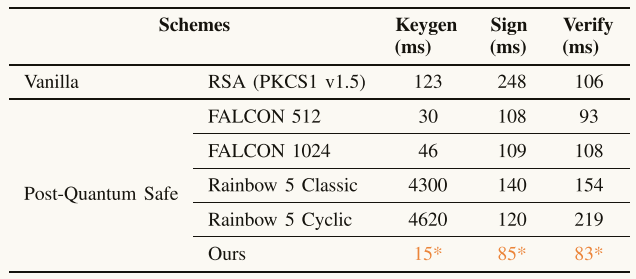 Schemes Keygen (ms) Sign (ms) Verify (ms)
Vanilla RSA (PKCS1 v1.5) 123 248 106
Post-Quantum Safe FALCON 512 30 108 93
FALCON 1024 46 109 108
Rainbow 5 Classic 4300 140 154
Rainbow 5 Cyclic 4620 120 219
Ours 15* 85* 83*